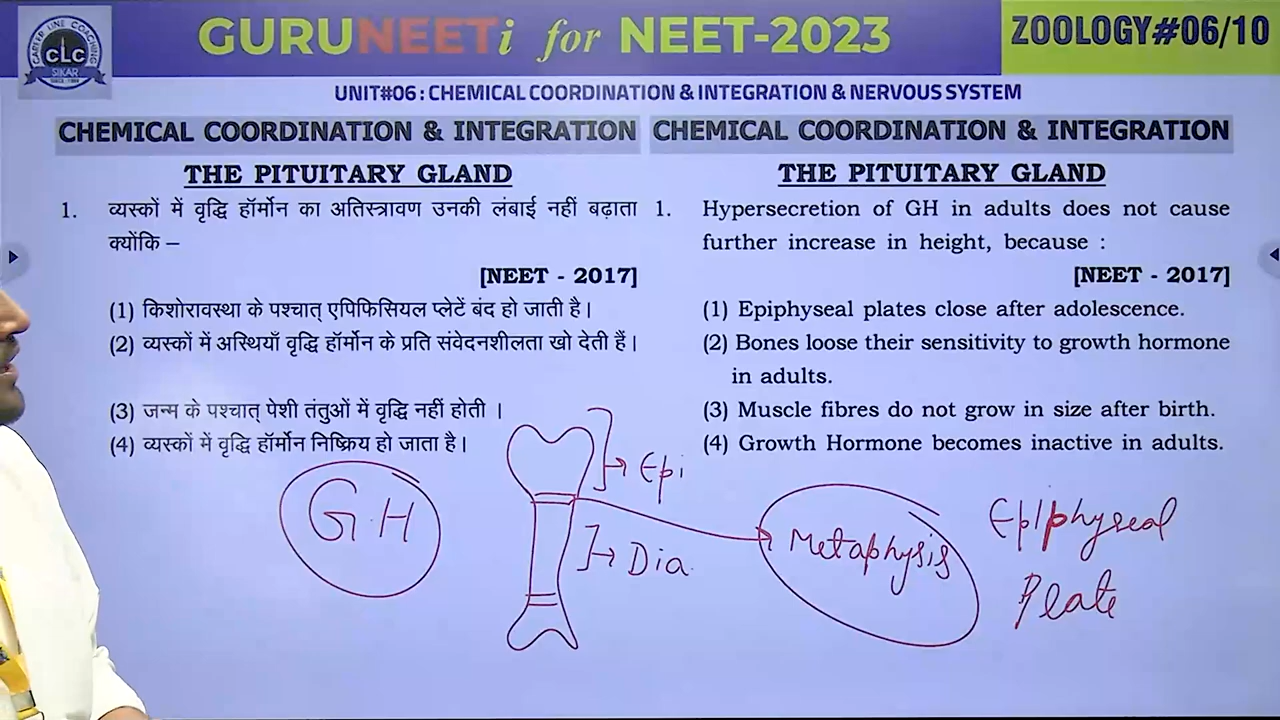 GURUNEETi for NEET-2023
ZOOLOGY#06/10
CAREER LINE COACHING
CLC
SIKAR
UNIT#06 : CHEMICAL COORDINATION & INTEGRATION & NERVOUS SYSTEM
CHEMICAL COORDINATION & INTEGRATION
THE PITUITARY GLAND
1. व्यस्कों में वृद्धि हॉर्मोन का अतिस्त्रावण उनकी लंबाई नहीं बढ़ाता
क्योंकि –
[NEET - 2017]
(1) किशोरावस्था के पश्चात् एपिफिसियल प्लेटें बंद हो जाती है।
(2) व्यस्कों में अस्थियाँ वृद्धि हॉर्मोन के प्रति संवेदनशीलता खो देती हैं।
(3) जन्म के पश्चात् पेशी तंतुओं में वृद्धि नहीं होती ।
(4) व्यस्कों में वृद्धि हॉर्मोन निष्क्रिय हो जाता है।
CHEMICAL COORDINATION & INTEGRATION
THE PITUITARY GLAND
1. Hypersecretion of GH in adults does not cause
further increase in height, because :
[NEET - 2017]
(1) Epiphyseal plates close after adolescence.
(2) Bones loose their sensitivity to growth hormone
in adults.
(3) Muscle fibres do not grow in size after birth.
(4) Growth Hormone becomes inactive in adults.
G.H
Epi
Dia
Metaphysis
Epiphyseal
Plate